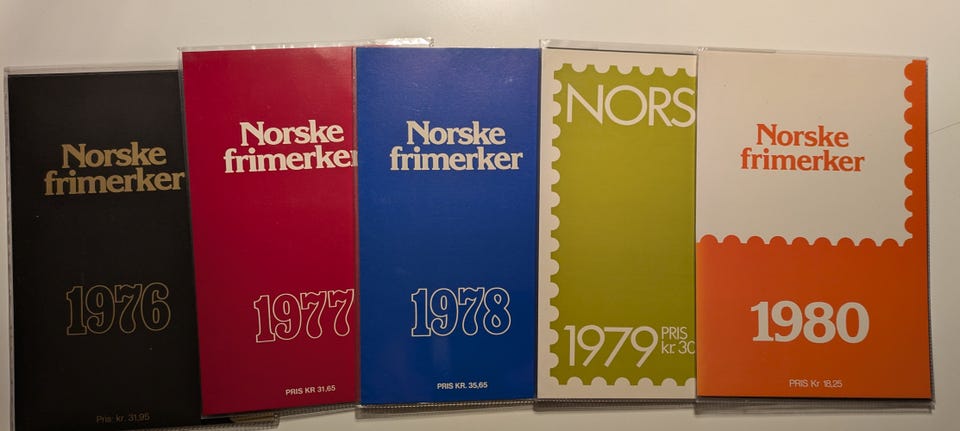 Norske
frimerker
1976
Pris kr. 31,95
Norske
frimerker
1977
PRIS KR 31,65
Norske
frimerker
1978
PRIS KR. 35,65
NORS
1979 PRIS
kr. 30
Norske
frimerker
1980
PRIS Kr 18,25